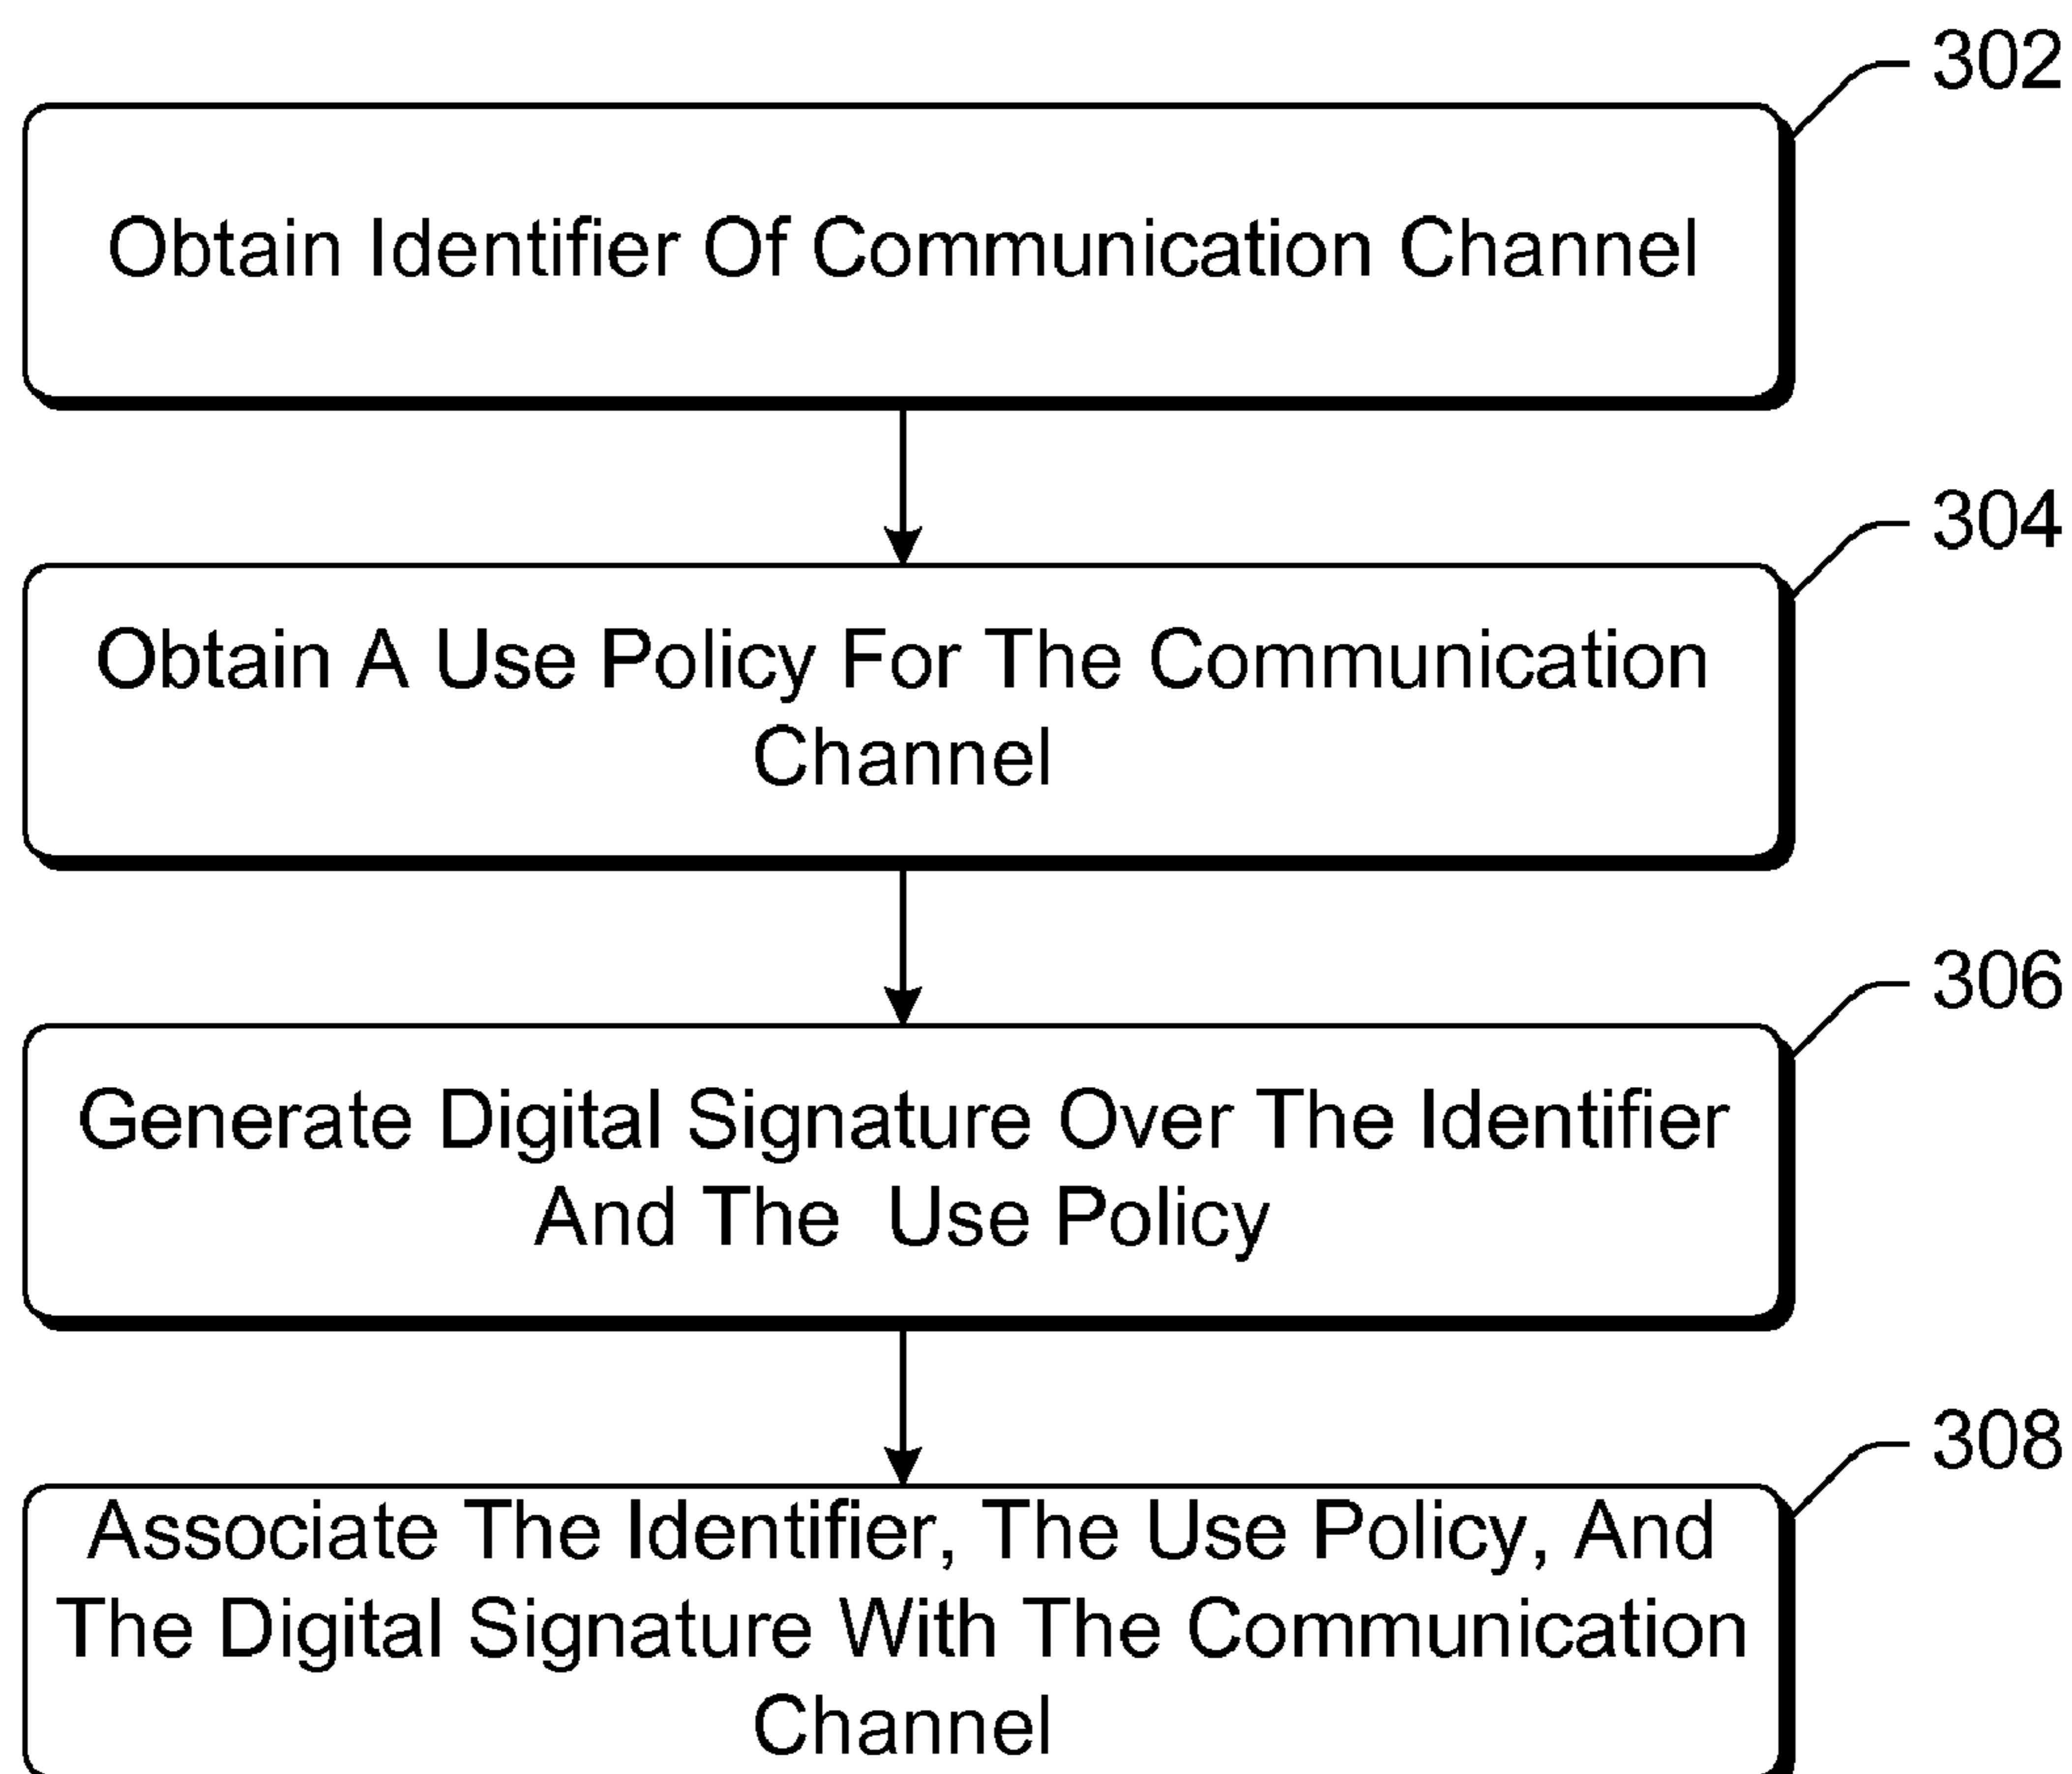 302
Obtain Identifier Of Communication Channel
304
Obtain A Use Policy For The Communication
Channel
306
Generate Digital Signature Over The Identifier
And The Use Policy
308
Associate The Identifier, The Use Policy, And
The Digital Signature With The Communication
Channel